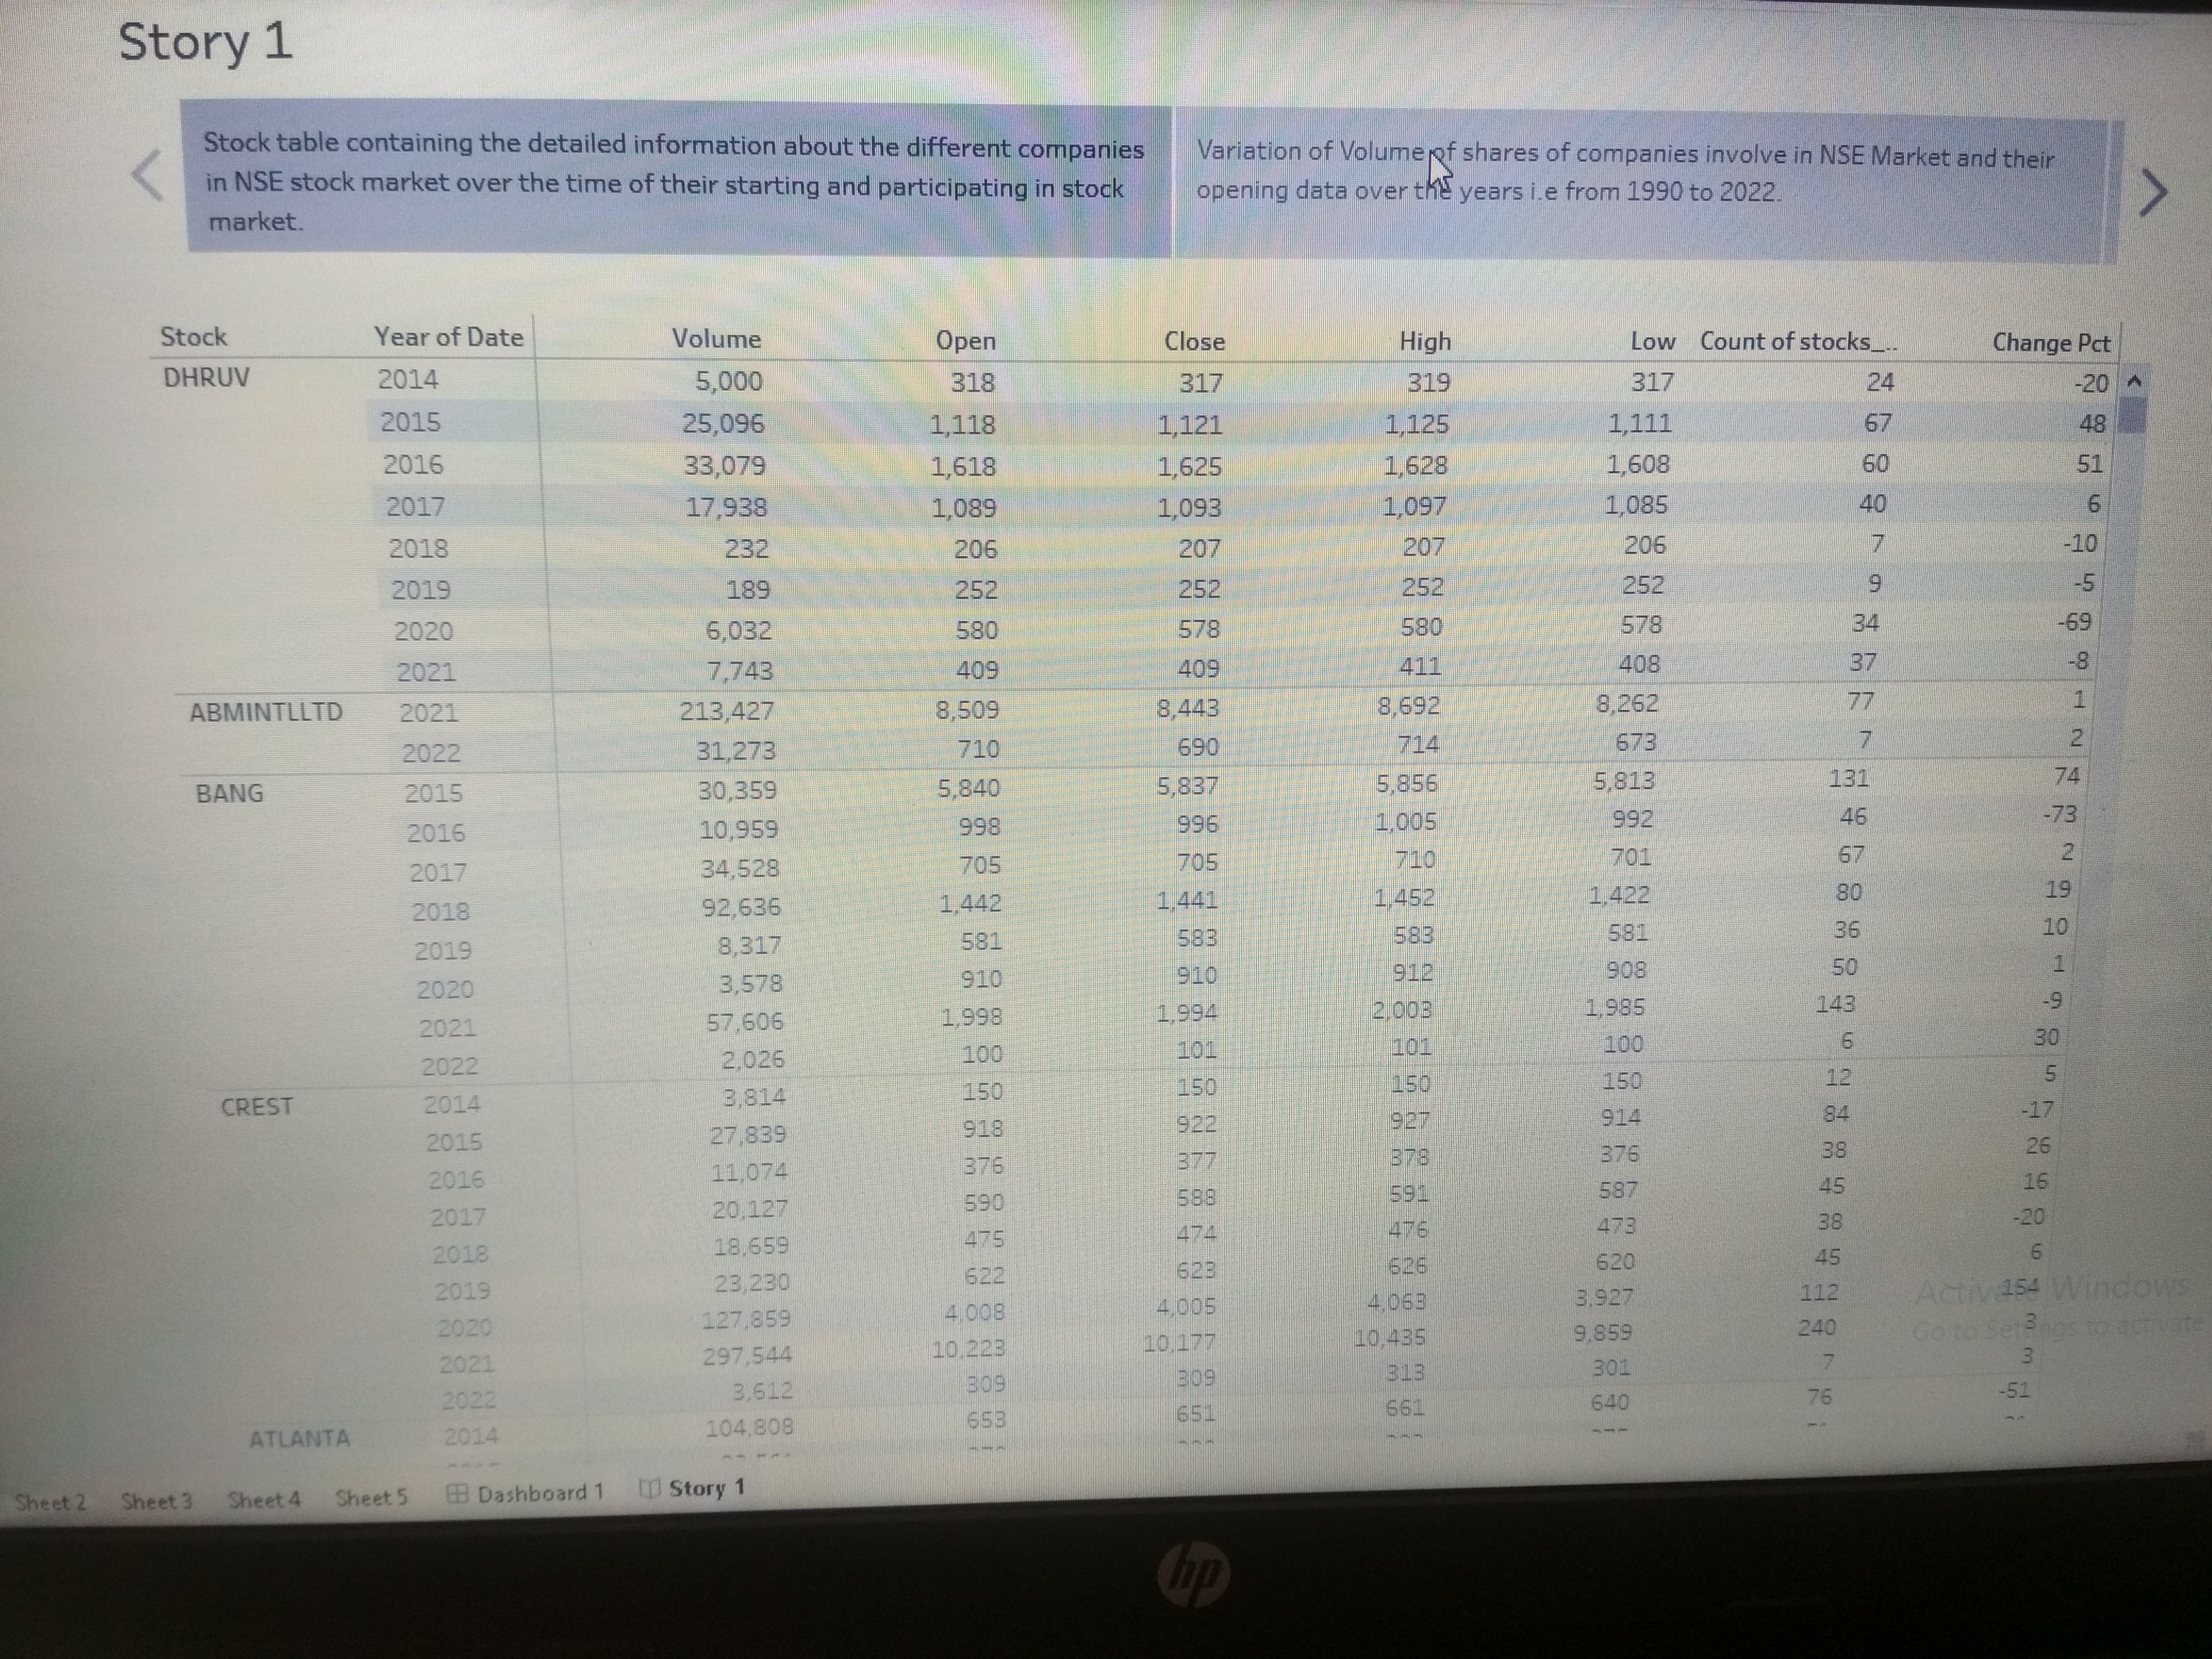 Story 1
Stock table containing the detailed information about the different companies
in NSE stock market over the time of their starting and participating in stock
market.
Variation of Volume of shares of companies involve in NSE Market and their
opening data over the years i.e from 1990 to 2022.
Stock Year of Date Volume Open Close High Low Count of stocks_.. Change Pct
DHRUV 2014 5,000 318 317 319 317 24 -20
2015 25,096 1,118 1,121 1,125 1,111 67 48
2016 33,079 1,618 1,625 1,628 1,608 60 51
2017 17,938 1,089 1,093 1,097 1,085 40 6
2018 232 206 207 207 206 7 -10
2019 189 252 252 252 252 9 -5
2020 6,032 580 578 580 578 34 -69
2021 7,743 409 409 411 408 37 -8
ABMINTLLTD 2021 213,427 8,509 8,443 8,692 8,262 77 1
2022 31,273 710 690 714 673 7 2
BANG 2015 30,359 5,840 5,837 5,856 5,813 131 74
2016 10,959 998 996 1,005 992 46 -73
2017 34,528 705 705 710 701 67 2
2018 92,636 1,442 1,441 1,452 1,422 80 19
2019 8,317 581 583 583 581 36 10
2020 3,578 910 910 912 908 50 1
2021 57,606 1,998 1,994 2,003 1,985 143 -9
2022 2,026 100 101 101 100 6 30
CREST 2014 3,814 150 150 150 150 12 5
2015 27,839 918 922 927 914 84 -17
2016 11,074 376 377 378 376 38 26
2017 20,127 590 588 591 587 45 16
2018 18,659 475 474 476 473 38 -20
2019 23,230 622 623 626 620 45 6
2020 127,859 4,008 4,005 4,063 3,927 112 154
2021 297,544 10,223 10,177 10,435 9,859 240 3
2022 3,612 309 309 313 301 7 3
ATLANTA 2014 104,808 653 651 661 640 76 -51
Activate Windows
Go to Settings to activate
Sheet 2 Sheet 3 Sheet 4 Sheet 5 Dashboard 1 Story 1
hp